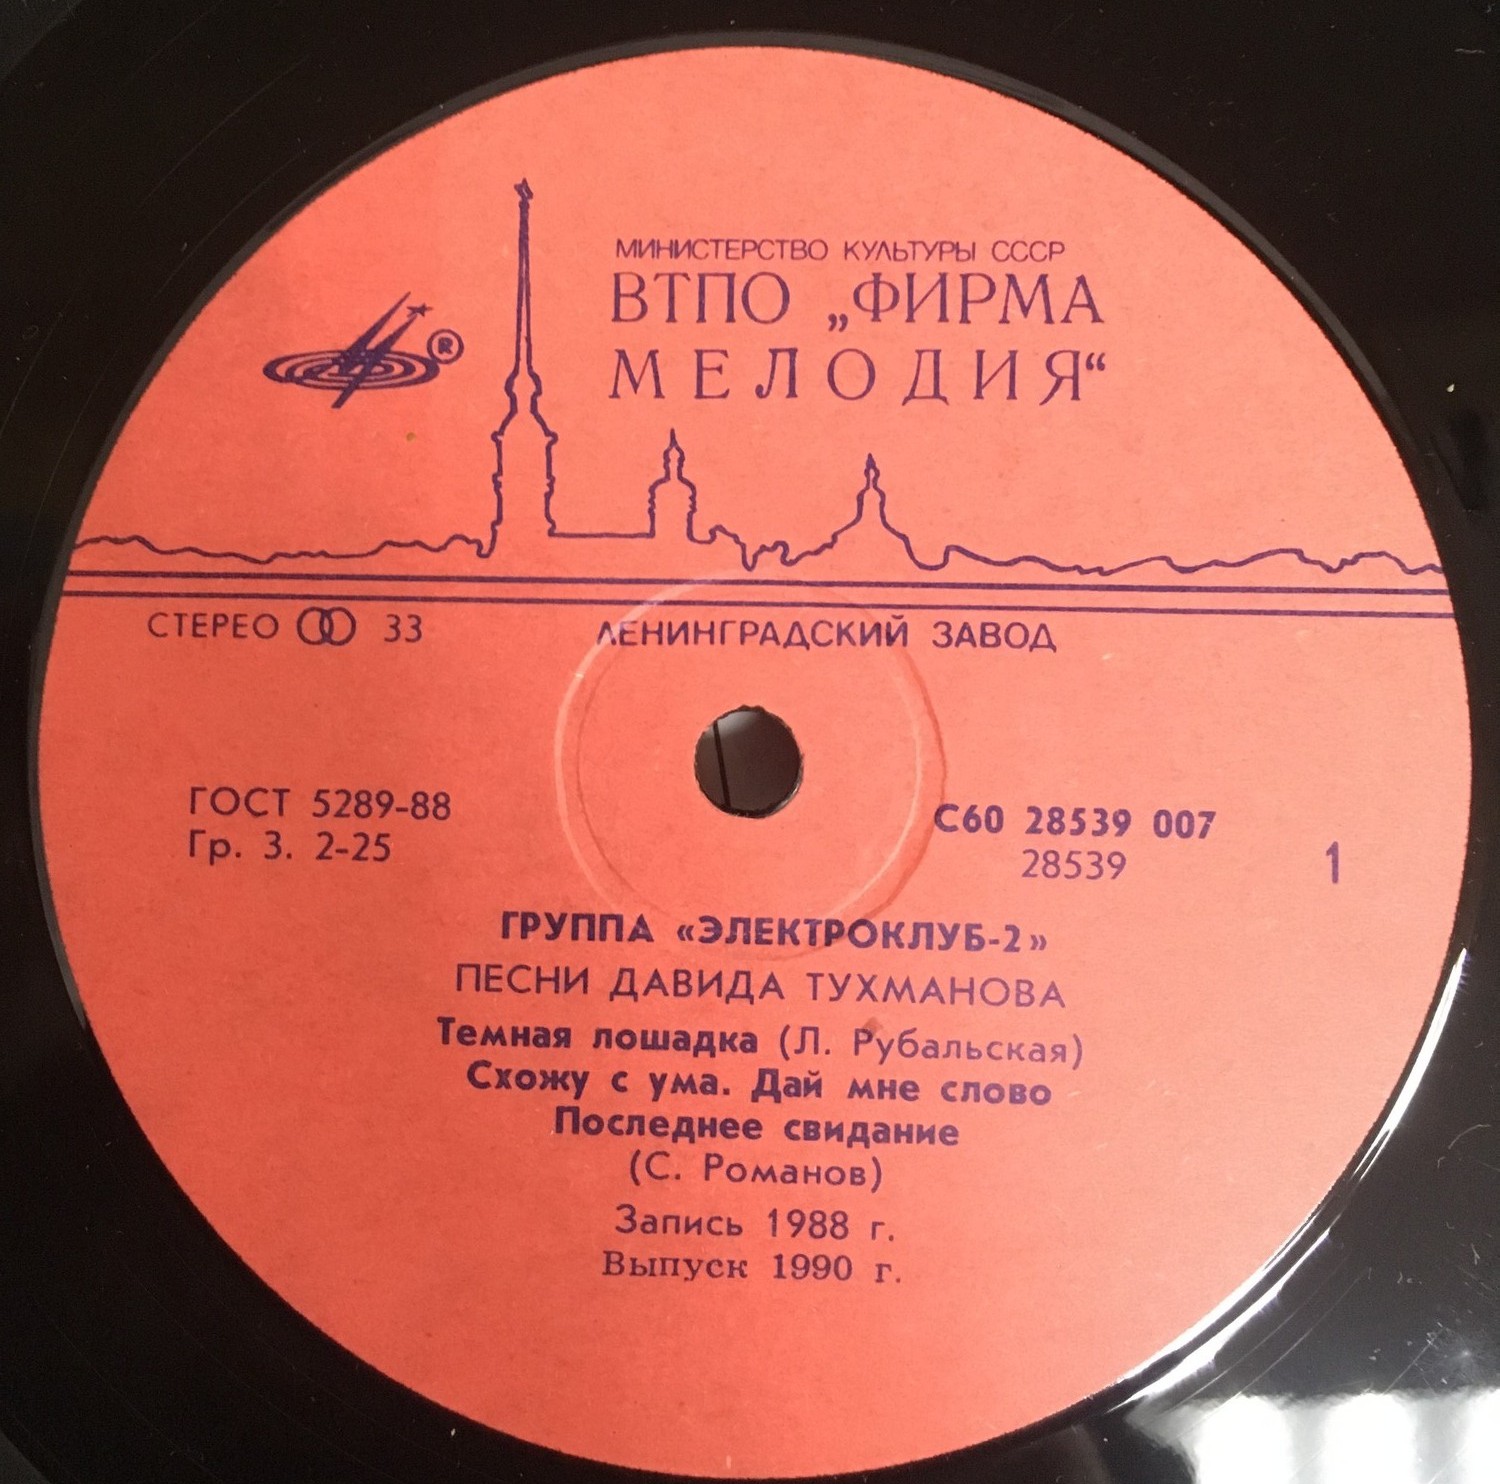 МИНИСТЕРСТВО КУЛЬТУРЫ СССР
ВТПО „ФИРМА
МЕЛОДИЯ“
®
СТЕРЕО 33
ЛЕНИНГРАДСКИЙ ЗАВОД
ГОСТ 5289-88
Гр. 3. 2-25
С60 28539 007
28539
1
ГРУППА «ЭЛЕКТРОКЛУБ-2»
ПЕСНИ ДАВИДА ТУХМАНОВА
Темная лошадка (Л. Рубальская)
Схожу с ума. Дай мне слово
Последнее свидание
(С. Романов)
Запись 1988 г.
Выпуск 1990 г.